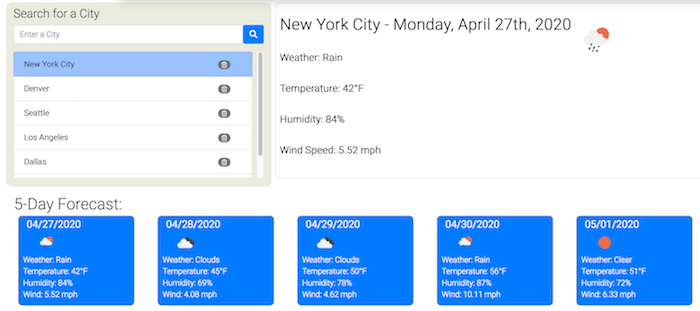 Search for a City
Enter a City
New York City
Denver
Seattle
Los Angeles
Dallas
New York City - Monday, April 27th, 2020
Weather: Rain
Temperature: 42°F
Humidity: 84%
Wind Speed: 5.52 mph
5-Day Forecast:
04/27/2020
Weather: Rain
Temperature: 42°F
Humidity: 84%
Wind: 5.52 mph
04/28/2020
Weather: Clouds
Temperature: 45°F
Humidity: 69%
Wind: 4.08 mph
04/29/2020
Weather: Clouds
Temperature: 50°F
Humidity: 78%
Wind: 4.62 mph
04/30/2020
Weather: Rain
Temperature: 56°F
Humidity: 87%
Wind: 10.11 mph
05/01/2020
Weather: Clear
Temperature: 51°F
Humidity: 72%
Wind: 6.33 mph